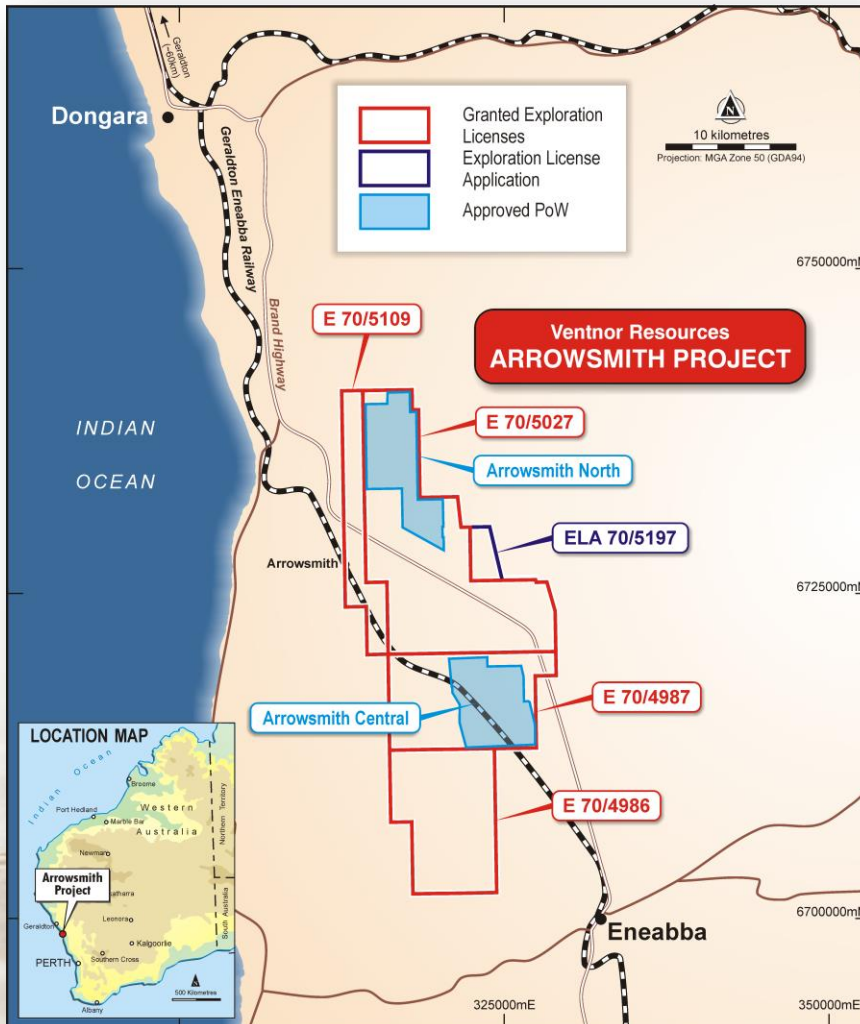 Geraldton
(~60km)
Dongara
Geraldton Eneabba Railway
Brand Highway
Granted Exploration
Licenses
Exploration License
Application
Approved PoW
N
10 kilometres
Projection: MGA Zone 50 (GDA94)
6750000mN
E 70/5109
Ventnor Resources
ARROWSMITH PROJECT
INDIAN
OCEAN
E 70/5027
Arrowsmith North
ELA 70/5197
Arrowsmith
6725000mN
E 70/4987
Arrowsmith Central
E 70/4986
6700000mN
Eneabba
325000mE
350000mE
LOCATION MAP
Indian Ocean
Broome
Port Hedland
Marble Bar
Western
Australia
Northern Territory
Newman
Arrowsmith
Project
Geraldton
Leonora
Kalgoorlie
South Australia
PERTH
Southern Cross
Albany
N
500 Kilometres